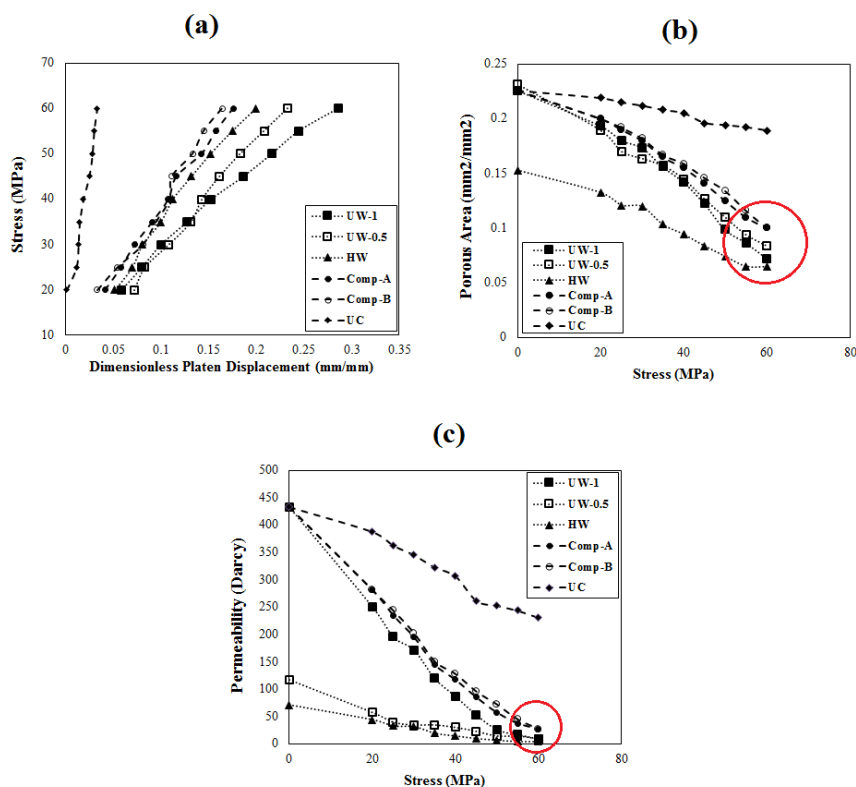 (a)
70
60
50
40
30
20
10
Stress (MPa)
0
0.05
0.1
0.15
0.2
0.25
0.3
0.35
Dimensionless Platen Displacement (mm/mm)
UW-1
UW-0.5
HW
Comp-A
Comp-B
UC
(b)
0.25
0.2
0.15
0.1
0.05
0
Porous Area (mm2/mm2)
0
20
40
60
80
Stress (MPa)
UW-1
UW-0.5
HW
Comp-A
Comp-B
UC
(c)
500
450
400
350
300
250
200
150
100
50
0
Permeability (Darcy)
0
20
40
60
80
Stress (MPa)
UW-1
UW-0.5
HW
Comp-A
Comp-B
UC